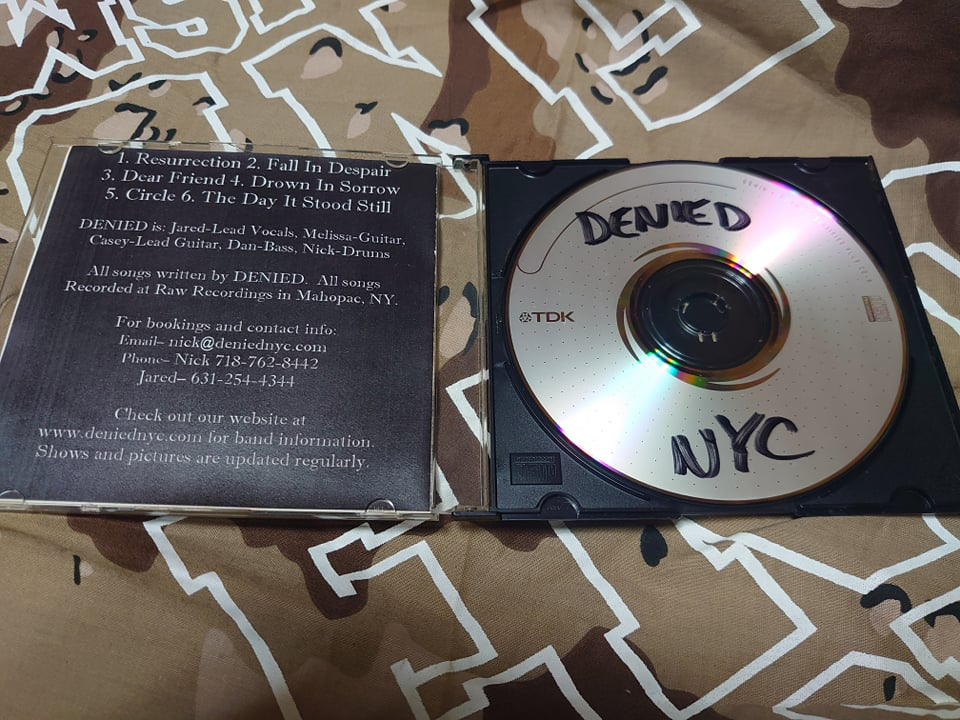 1. Resurrection 2. Fall In Despair
3. Dear Friend 4. Drown In Sorrow
5. Circle 6. The Day It Stood Still
DENIED is: Jared-Lead Vocals, Melissa-Guitar,
Casey-Lead Guitar, Dan-Bass, Nick-Drums
All songs written by DENIED. All songs
Recorded at Raw Recordings in Mahopac, NY.
For bookings and contact info:
Email– nick@deniednyc.com
Phone– Nick 718-762-8442
Jared– 631-254-4344
Check out our website at
www.deniednyc.com for band information.
Shows and pictures are updated regularly.
DENIED
TDK
NYC